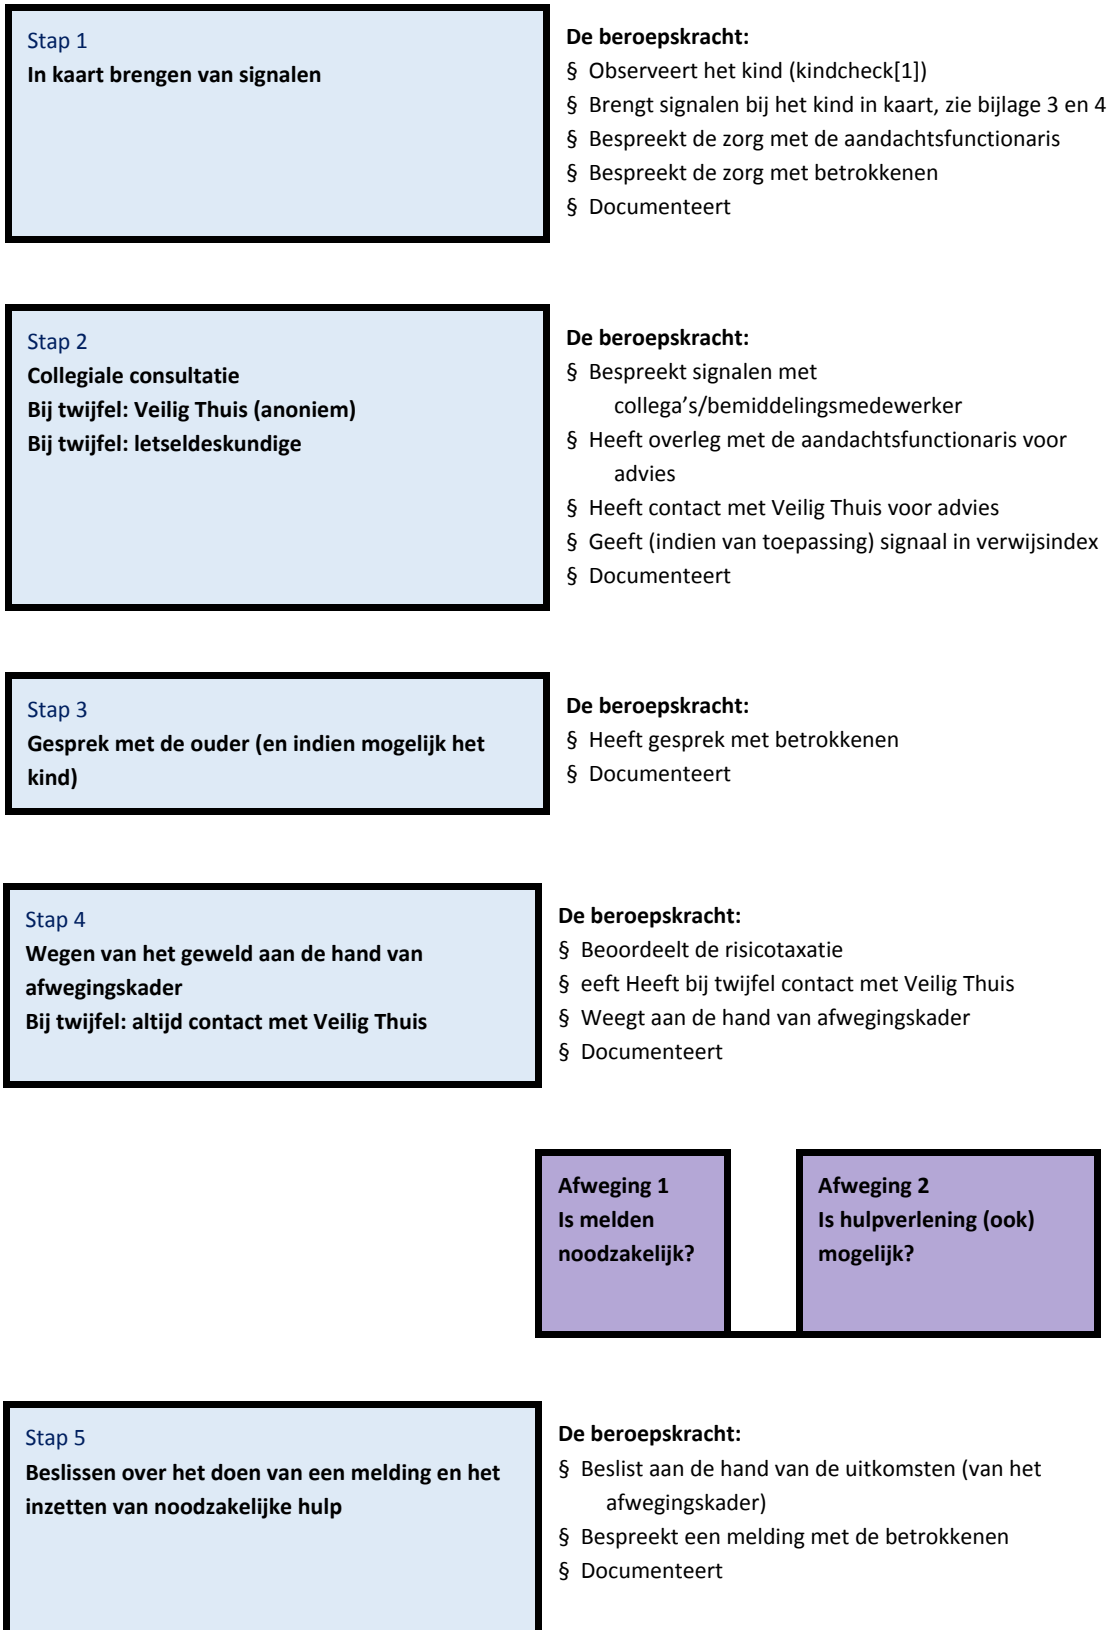 Stap 1
In kaart brengen van signalen
De beroepskracht:
§ Observeert het kind (kindcheck[1])
§ Brengt signalen bij het kind in kaart, zie bijlage 3 en 4
§ Bespreekt de zorg met de aandachtsfunctionaris
§ Bespreekt de zorg met betrokkenen
§ Documenteert
Stap 2
Collegiale consultatie
Bij twijfel: Veilig Thuis (anoniem)
Bij twijfel: letseldeskundige
De beroepskracht:
§ Bespreekt signalen met
collega's/bemiddelingsmedewerker
§ Heeft overleg met de aandachtsfunctionaris voor
advies
§ Heeft contact met Veilig Thuis voor advies
§ Geeft (indien van toepassing) signaal in verwijsindex
§ Documenteert
Stap 3
Gesprek met de ouder (en indien mogelijk het
kind)
De beroepskracht:
§ Heeft gesprek met betrokkenen
§ Documenteert
Stap 4
Wegen van het geweld aan de hand van
afwegingskader
Bij twijfel: altijd contact met Veilig Thuis
De beroepskracht:
§ Beoordeelt de risicotaxatie
§ eeft Heeft bij twijfel contact met Veilig Thuis
§ Weegt aan de hand van afwegingskader
§ Documenteert
Afweging 1
Is melden
noodzakelijk?
Afweging 2
Is hulpverlening (ook)
mogelijk?
Stap 5
Beslissen over het doen van een melding en het
inzetten van noodzakelijke hulp
De beroepskracht:
§ Beslist aan de hand van de uitkomsten (van het
afwegingskader)
§ Bespreekt een melding met de betrokkenen
§ Documenteert